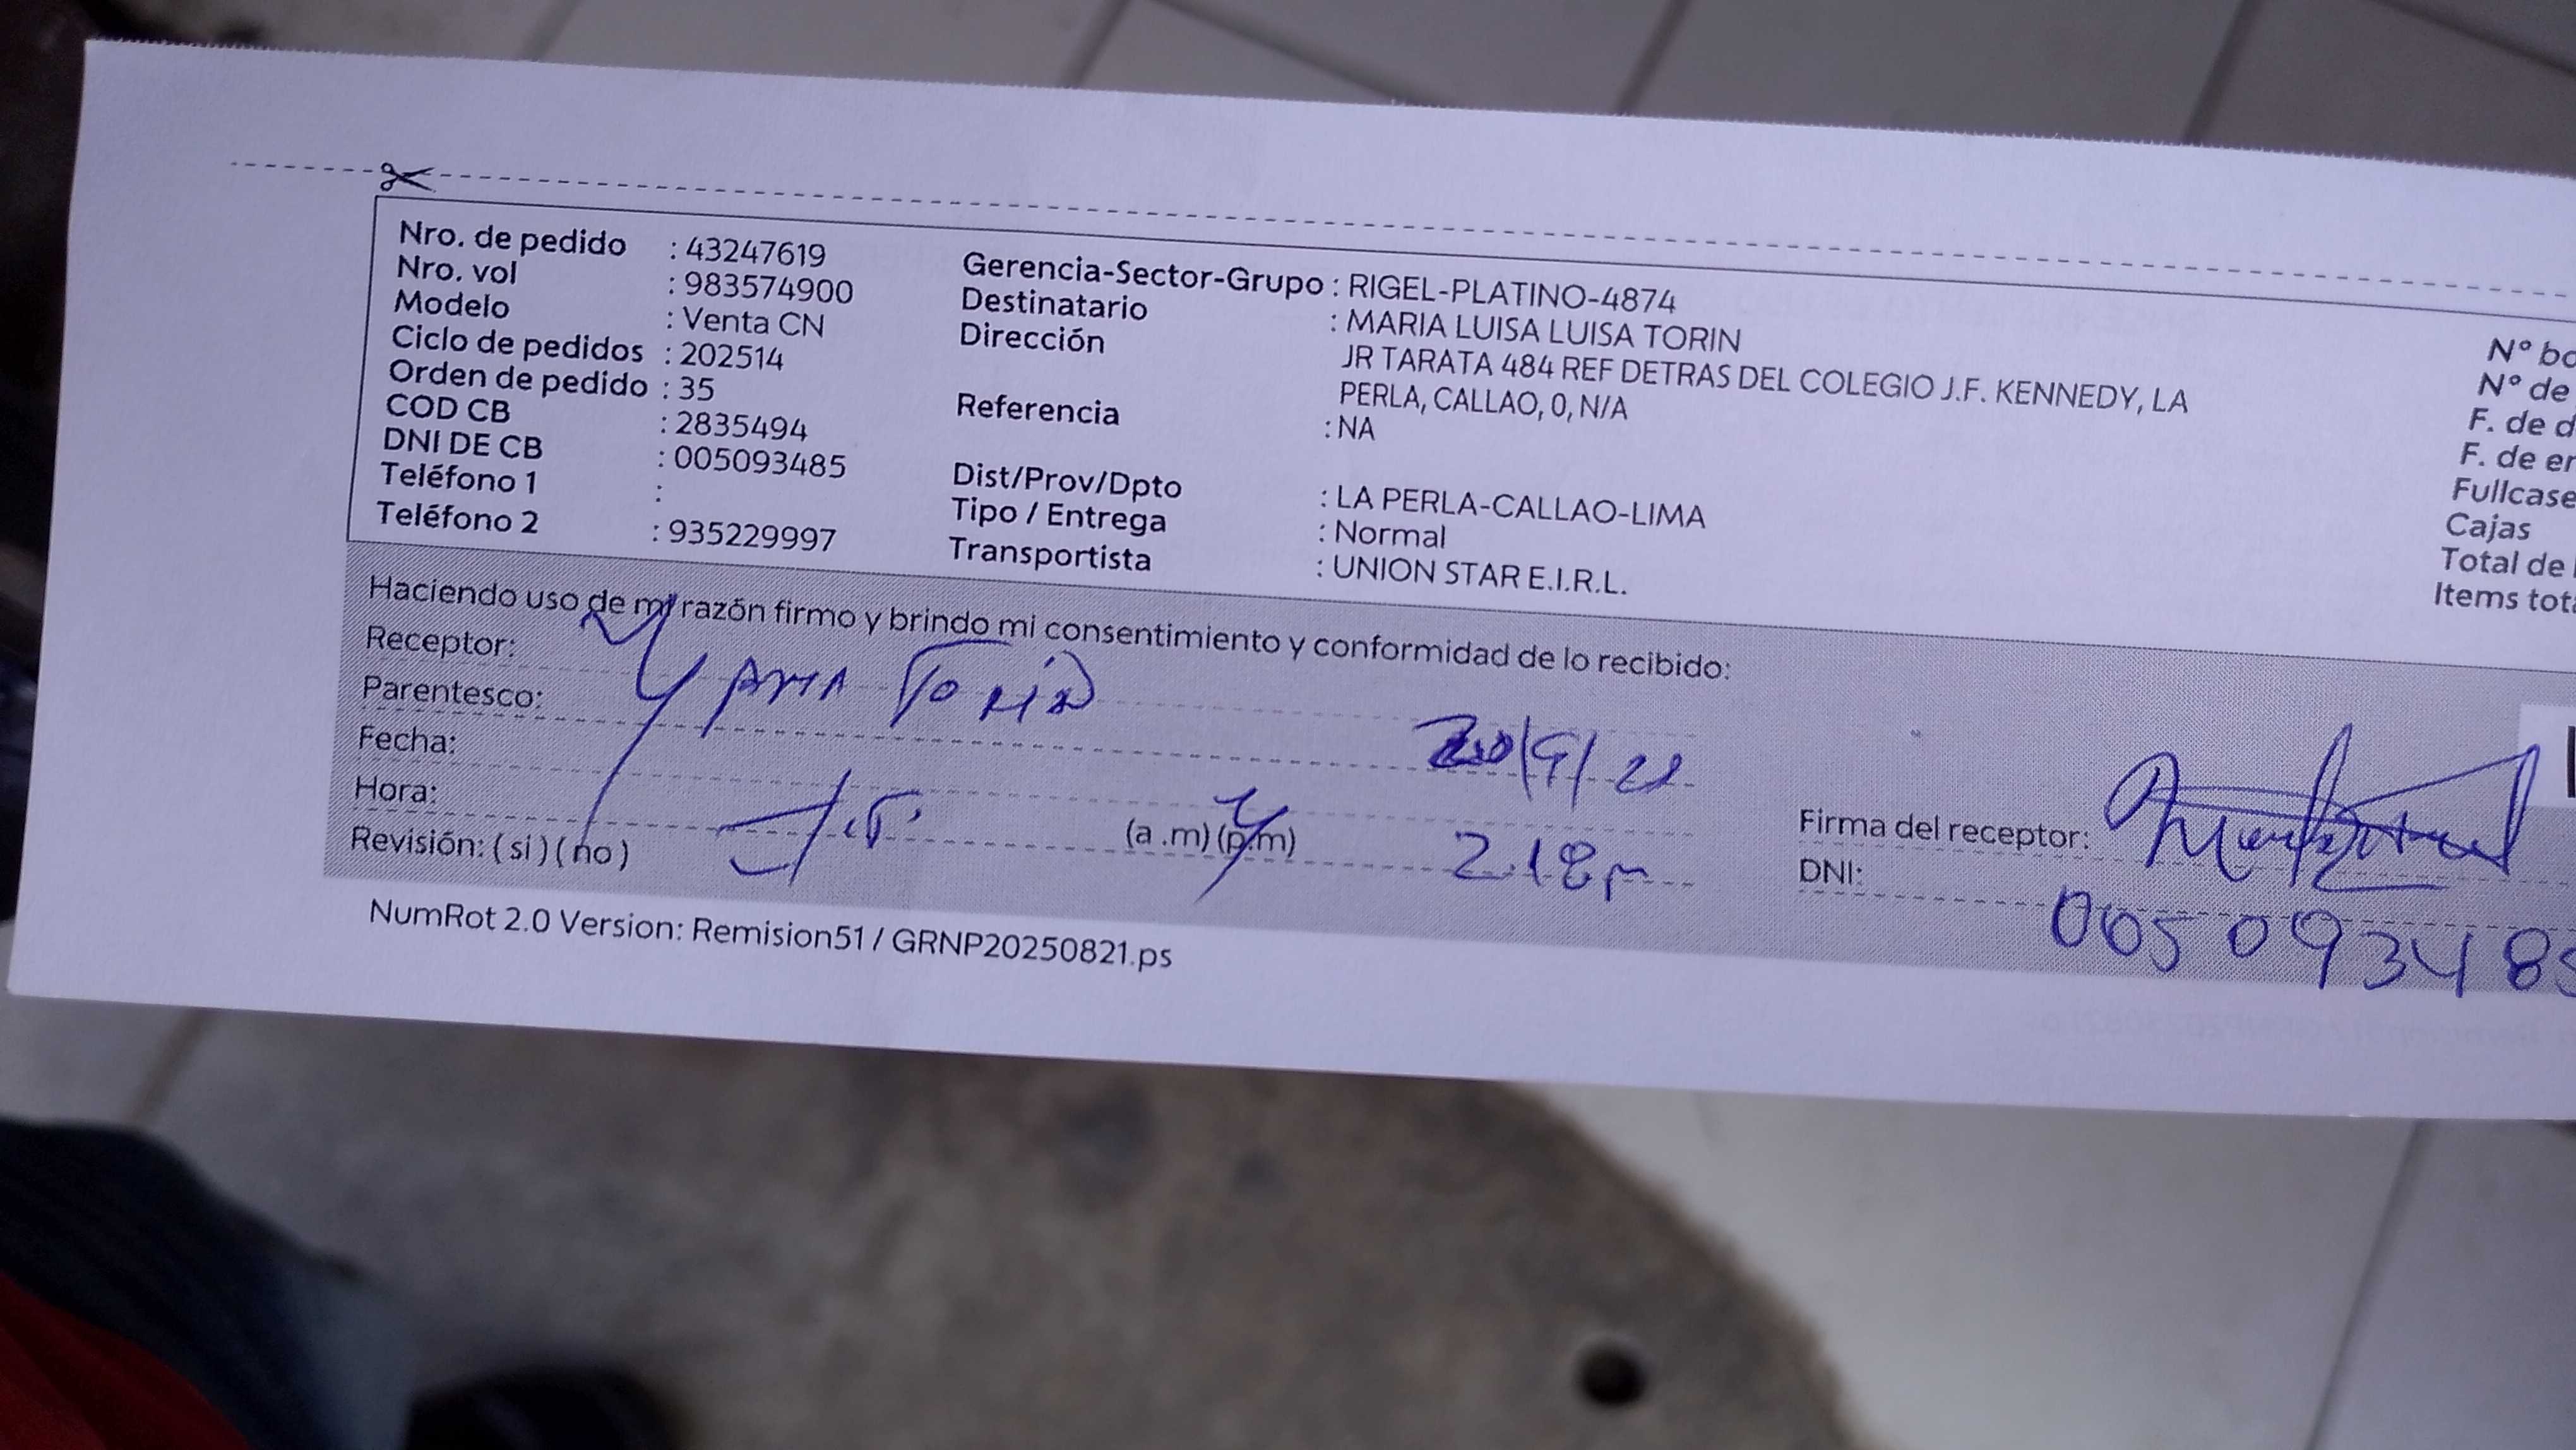 Nro. de pedido : 43247619
Nro. vol : 983574900
Modelo : Venta CN
Ciclo de pedidos : 202514
Orden de pedido : 35
COD CB : 2835494
DNI DE CB : 005093485
Teléfono 1 :
Teléfono 2 : 935229997
Gerencia-Sector-Grupo : RIGEL-PLATINO-4874
Destinatario : MARIA LUISA LUISA TORIN
Dirección JR TARATA 484 REF DETRAS DEL COLEGIO J.F. KENNEDY, LA
PERLA, CALLAO, 0, N/A
Referencia : NA
Dist/Prov/Dpto : LA PERLA-CALLAO-LIMA
Tipo / Entrega : Normal
Transportista : UNION STAR E.I.R.L.
N° bo
N° de
F. de d
F. de en
Fullcase
Cajas
Total de
Items tot
Haciendo uso de mi razón firmo y brindo mi consentimiento y conformidad de lo recibido:
Receptor:
Parentesco:
Fecha:
Hora: (a .m) (p.m) 2.18
Revisión: ( si ) ( no )
Firma del receptor:
DNI: 00509348
NumRot 2.0 Version: Remision51 / GRNP20250821.ps